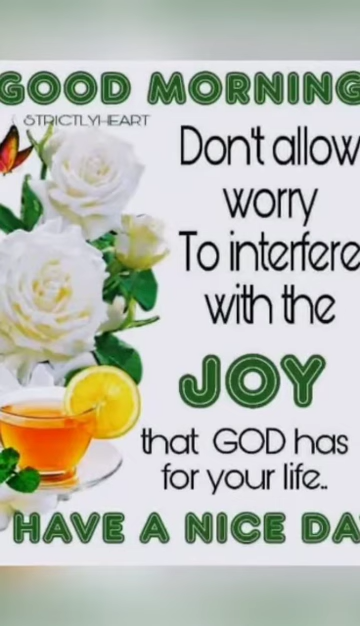 GOOD MORNING
STRICTLYHEART
Don't allow
worry
To interfere
with the
JOY
that GOD has
for your life..
HAVE A NICE DA